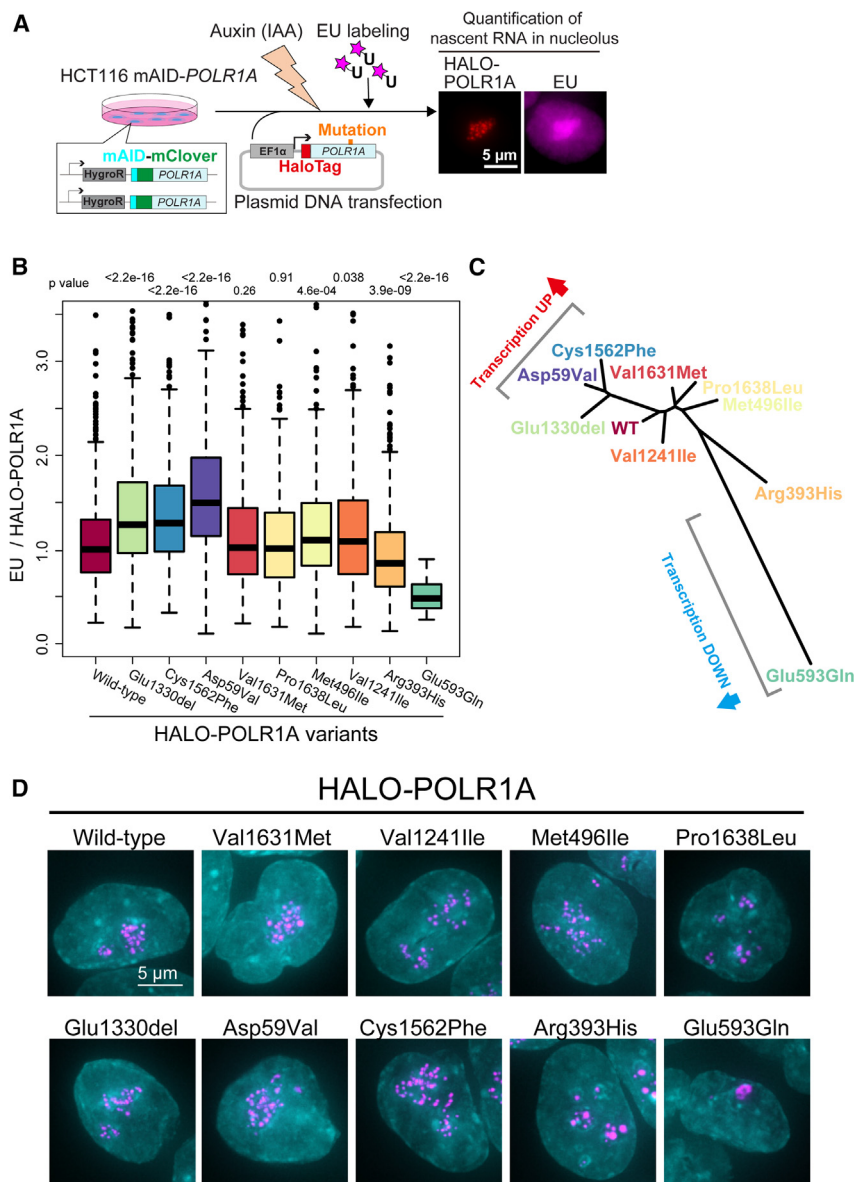 A
Auxin (IAA)
EU labeling
U
U
U
Quantification of
nascent RNA in nucleolus
HALO-
POLR1A
EU
5 µm
HCT116 mAID-POLR1A
mAID-mClover
HygroR
POLR1A
HygroR
POLR1A
Mutation
EF1α
POLR1A
HaloTag
Plasmid DNA transfection
B
p value
<2.2e-16
<2.2e-16
<2.2e-16
0.26
0.91
4.6e-04
0.038
3.9e-09
<2.2e-16
EU / HALO-POLR1A
3.0
2.0
1.0
0.0
Wild-type
Glu1330del
Cys1562Phe
Asp59Val
Val1631Met
Pro1638Leu
Met496Ile
Val1241Ile
Arg393His
Glu593Gln
HALO-POLR1A variants
C
Transcription UP
Cys1562Phe
Asp59Val
Val1631Met
Pro1638Leu
Met496Ile
Glu1330del
WT
Val1241Ile
Arg393His
Transcription DOWN
Glu593Gln
D
HALO-POLR1A
Wild-type
Val1631Met
Val1241Ile
Met496Ile
Pro1638Leu
5 µm
Glu1330del
Asp59Val
Cys1562Phe
Arg393His
Glu593Gln